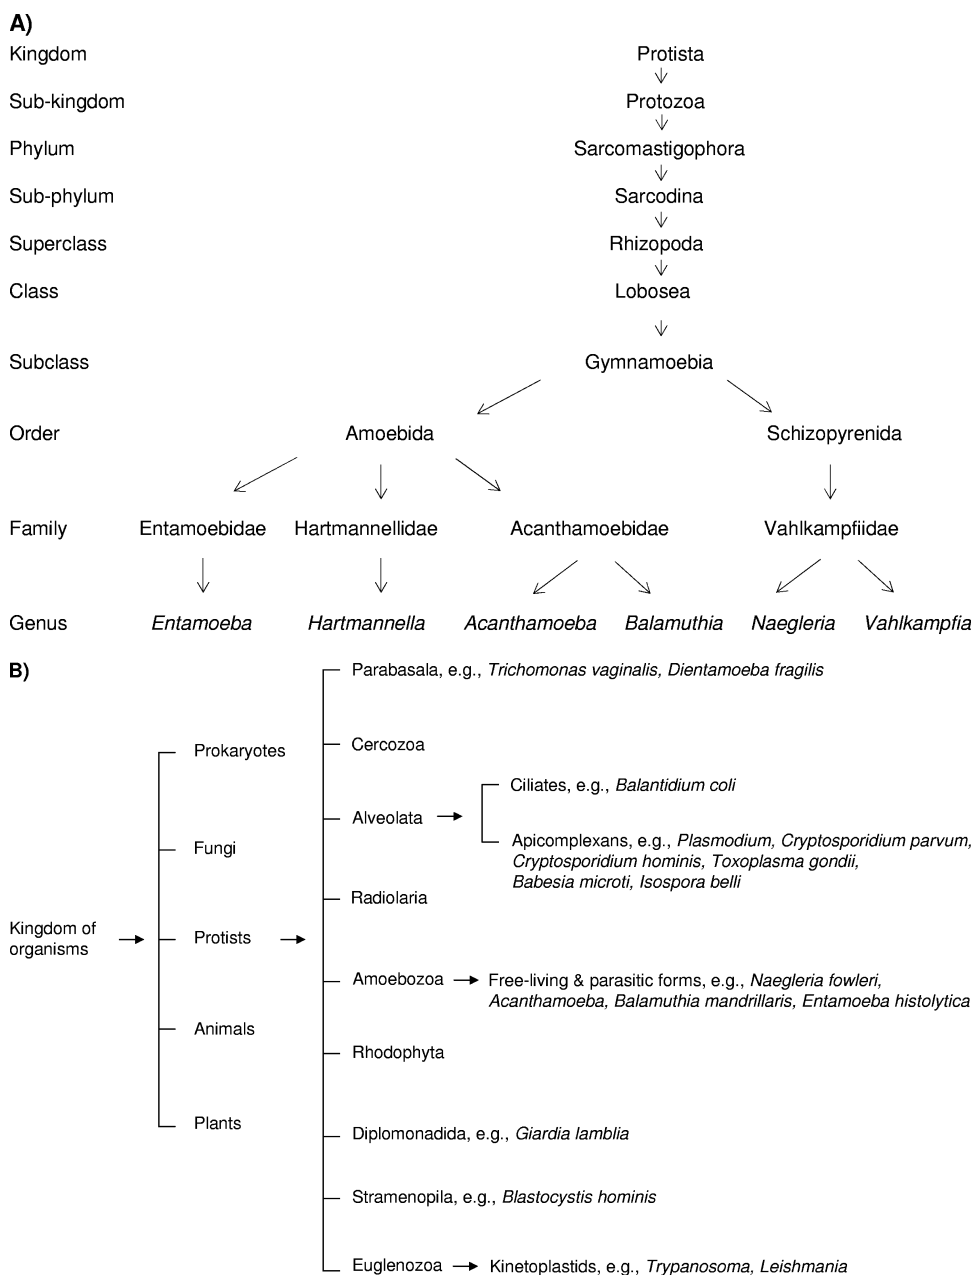 A)
Kingdom Protista
Sub-kingdom Protozoa
Phylum Sarcomastigophora
Sub-phylum Sarcodina
Superclass Rhizopoda
Class Lobosea
Subclass Gymnamoebia
Order Amoebida Schizopyrenida
Family Entamoebidae Hartmannellidae Acanthamoebidae Vahlkampfiidae
Genus Entamoeba Hartmannella Acanthamoeba Balamuthia Naegleria Vahlkampfia
B)
Parabasala, e.g., Trichomonas vaginalis, Dientamoeba fragilis
Prokaryotes
Cercozoa
Ciliates, e.g., Balantidium coli
Alveolata
Apicomplexans, e.g., Plasmodium, Cryptosporidium parvum,
Cryptosporidium hominis, Toxoplasma gondii,
Babesia microti, Isospora belli
Fungi
Radiolaria
Kingdom of
organisms
Protists
Amoebozoa
Free-living & parasitic forms, e.g., Naegleria fowleri,
Acanthamoeba, Balamuthia mandrillaris, Entamoeba histolytica
Animals
Rhodophyta
Plants
Diplomonadida, e.g., Giardia lamblia
Stramenopila, e.g., Blastocystis hominis
Euglenozoa
Kinetoplastids, e.g., Trypanosoma, Leishmania